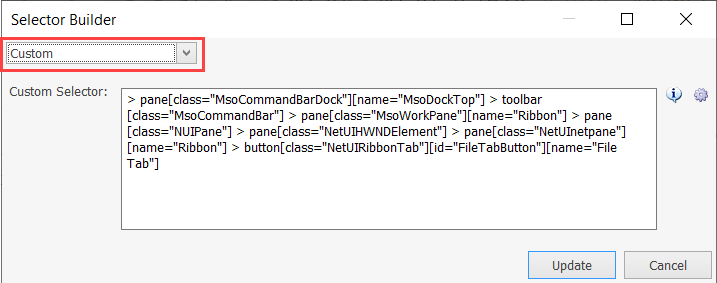 Selector Builder
Custom
Custom Selector:
> pane[class="MsoCommandBarDock"][name="MsoDockTop"] > toolbar
[class="MsoCommandBar"] > pane[class="MsoWorkPane"][name="Ribbon"] > pane
[class="NUIPane"] > pane[class="NetUIHWNDElement"] > pane[class="NetUInetpane"]
[name="Ribbon"] > button[class="NetUIRibbonTab"][id="FileTabButton"][name="File
Tab"]
Update
Cancel